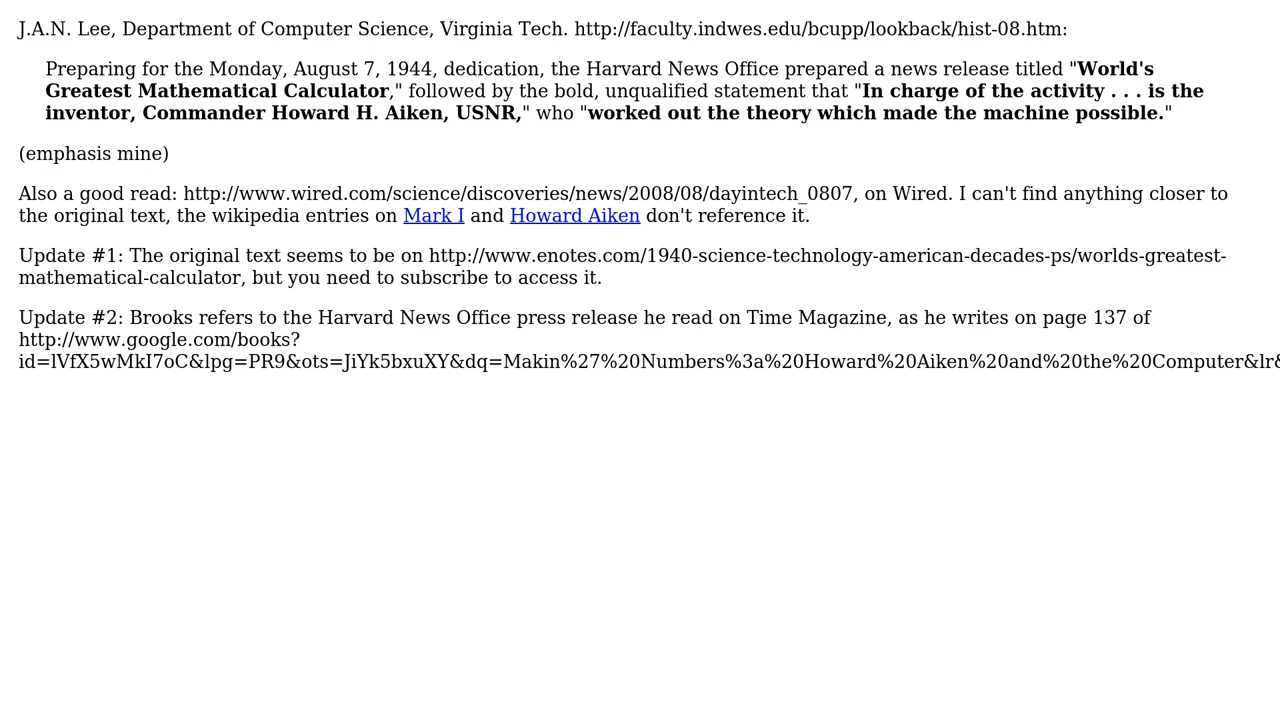 J.A.N. Lee, Department of Computer Science, Virginia Tech. http://faculty.indwes.edu/bcupp/lookback/hist-08.htm:
Preparing for the Monday, August 7, 1944, dedication, the Harvard News Office prepared a news release titled "World's
Greatest Mathematical Calculator," followed by the bold, unqualified statement that "In charge of the activity . . . is the
inventor, Commander Howard H. Aiken, USNR," who "worked out the theory which made the machine possible."
(emphasis mine)
Also a good read: http://www.wired.com/science/discoveries/news/2008/08/dayintech_0807, on Wired. I can't find anything closer to
the original text, the wikipedia entries on Mark I and Howard Aiken don't reference it.
Update #1: The original text seems to be on http://www.enotes.com/1940-science-technology-american-decades-ps/worlds-greatest-
mathematical-calculator, but you need to subscribe to access it.
Update #2: Brooks refers to the Harvard News Office press release he read on Time Magazine, as he writes on page 137 of
http://www.google.com/books?
id=lVfX5wMkI7oC&lpg=PR9&ots=JiYk5bxuXY&dq=Makin%27%20Numbers%3a%20Howard%20Aiken%20and%20the%20Computer&lr&